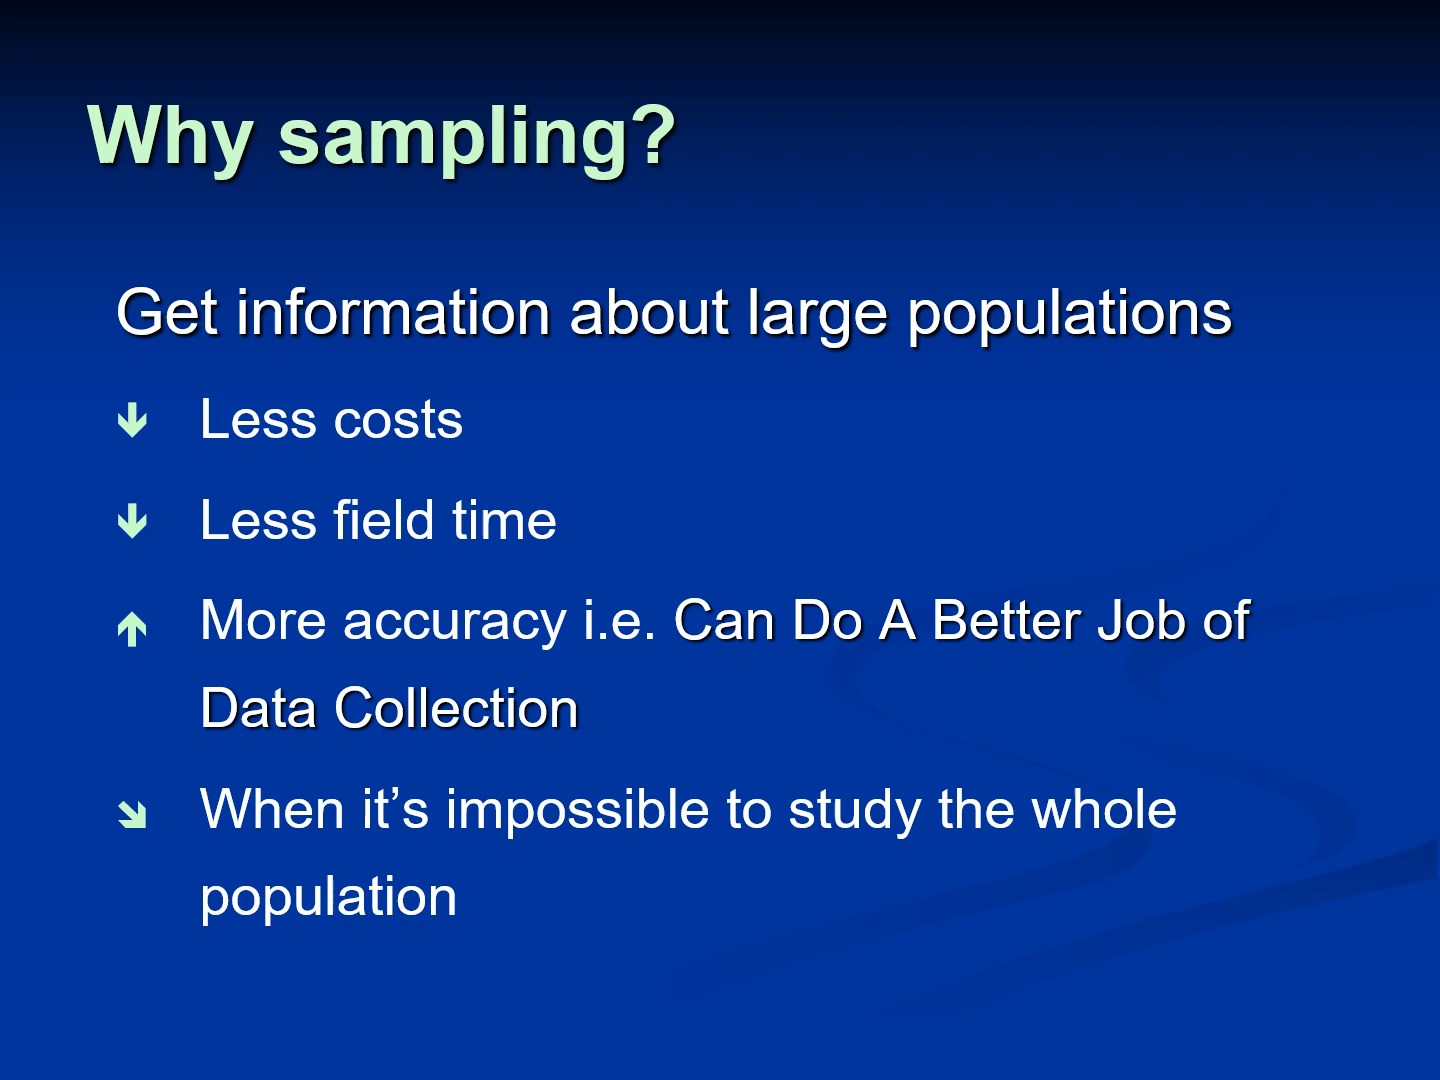 Why sampling?
Get information about large populations
🡳 Less costs
🡳 Less field time
🡱 More accuracy i.e. Can Do A Better Job of
Data Collection
🡶 When it’s impossible to study the whole
population